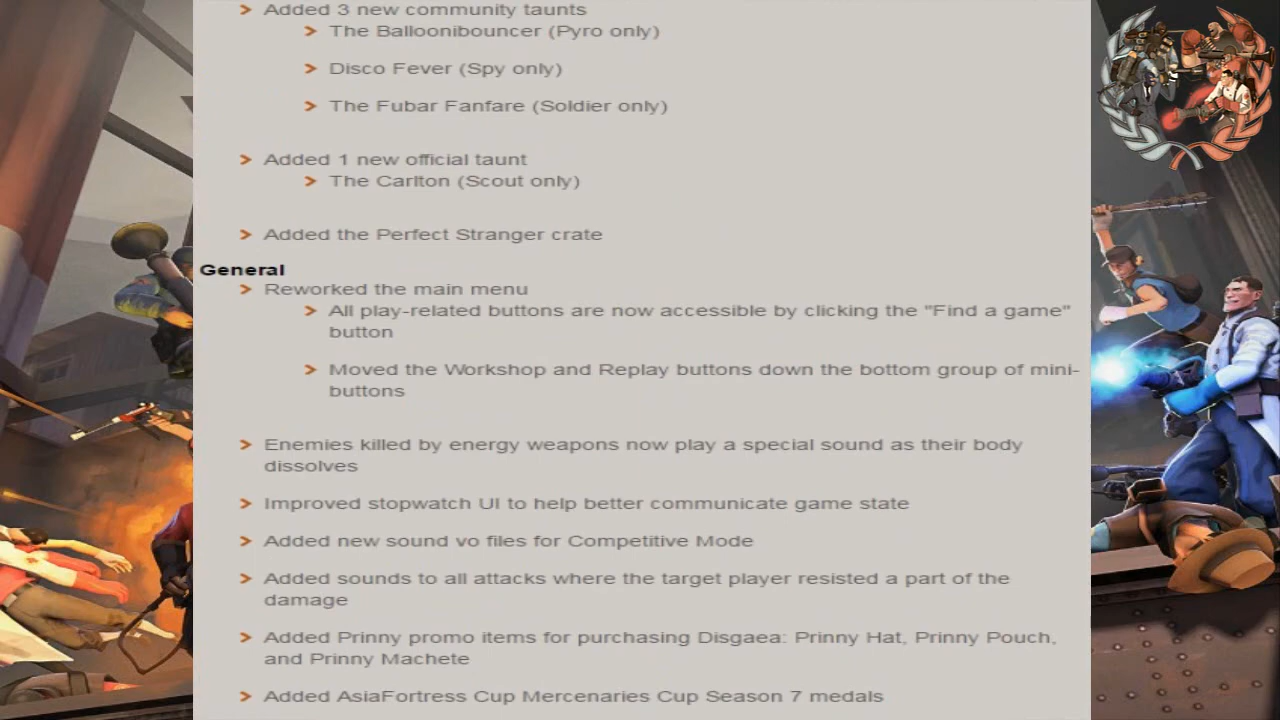 Added 3 new community taunts
The Balloonibouncer (Pyro only)
Disco Fever (Spy only)
The Fubar Fanfare (Soldier only)
Added 1 new official taunt
The Carlton (Scout only)
Added the Perfect Stranger crate
General
Reworked the main menu
All play-related buttons are now accessible by clicking the "Find a game"
button
Moved the Workshop and Replay buttons down the bottom group of mini-
buttons
Enemies killed by energy weapons now play a special sound as their body
dissolves
Improved stopwatch UI to help better communicate game state
Added new sound vo files for Competitive Mode
Added sounds to all attacks where the target player resisted a part of the
damage
Added Prinny promo items for purchasing Disgaea: Prinny Hat, Prinny Pouch,
and Prinny Machete
Added AsiaFortress Cup Mercenaries Cup Season 7 medals